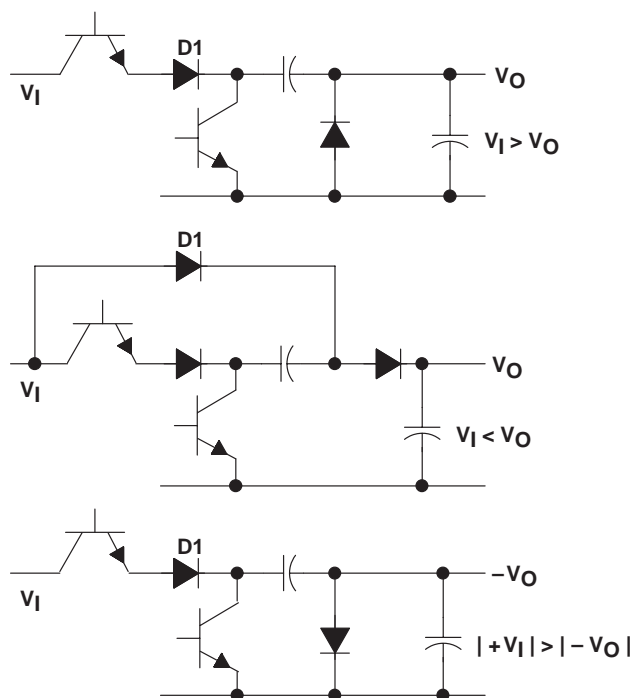 D1
VI
VO
VI > VO
D1
VI
VO
VI < VO
D1
VI
–VO
| +VI | > | – VO |